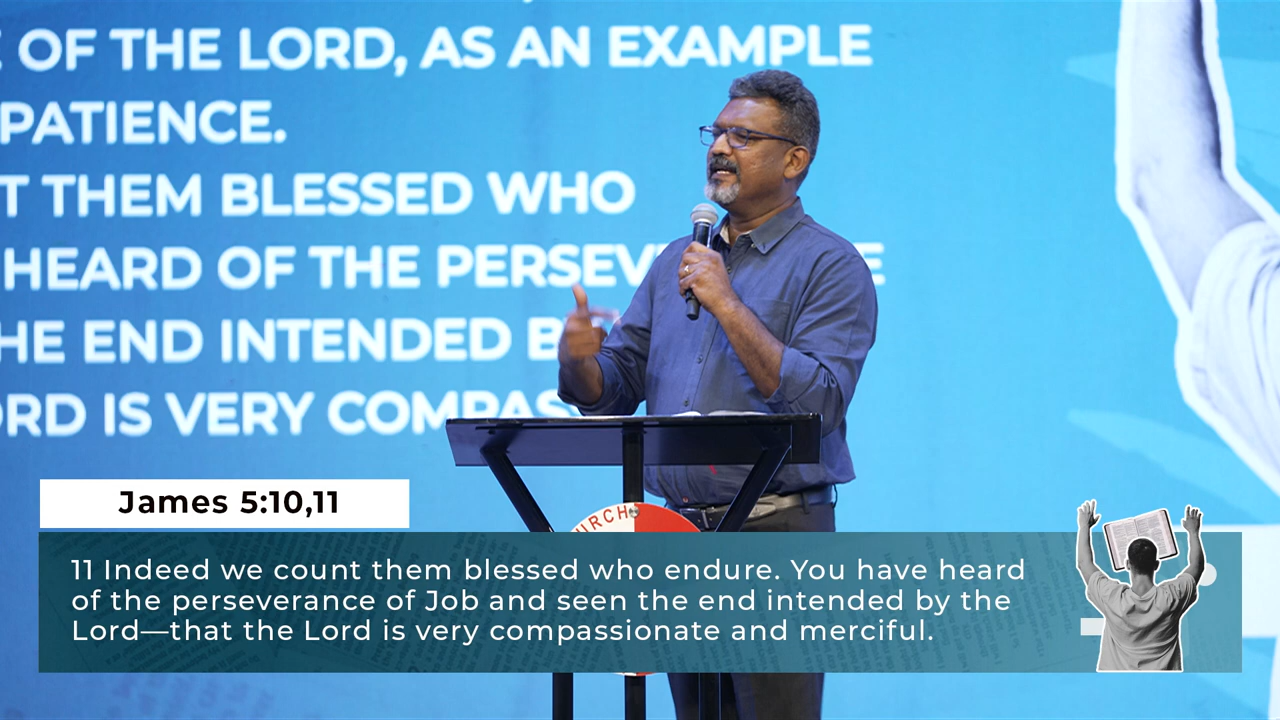 OF THE LORD, AS AN EXAMPLE
PATIENCE.
T THEM BLESSED WHO
HEARD OF THE PERSEV E
HE END INTENDED B
ORD IS VERY COMPAS
James 5:10,11
URCH
11 Indeed we count them blessed who endure. You have heard
of the perseverance of Job and seen the end intended by the
Lord—that the Lord is very compassionate and merciful.